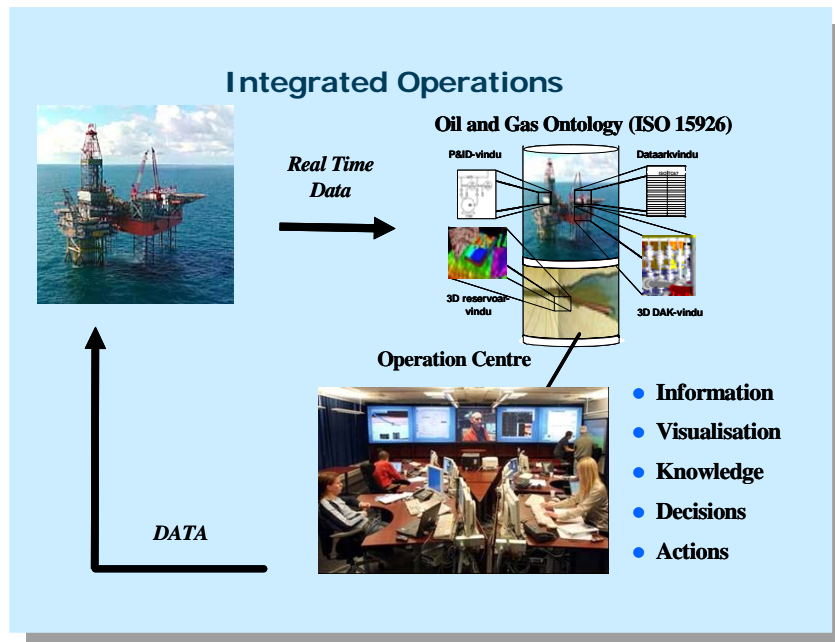 Integrated Operations
Oil and Gas Ontology (ISO 15926)
Real Time
Data
P&ID-vindu
Dataarkvindu
3D reservoar-
vindu
3D DAK-vindu
Operation Centre
DATA
• Information
• Visualisation
• Knowledge
• Decisions
• Actions